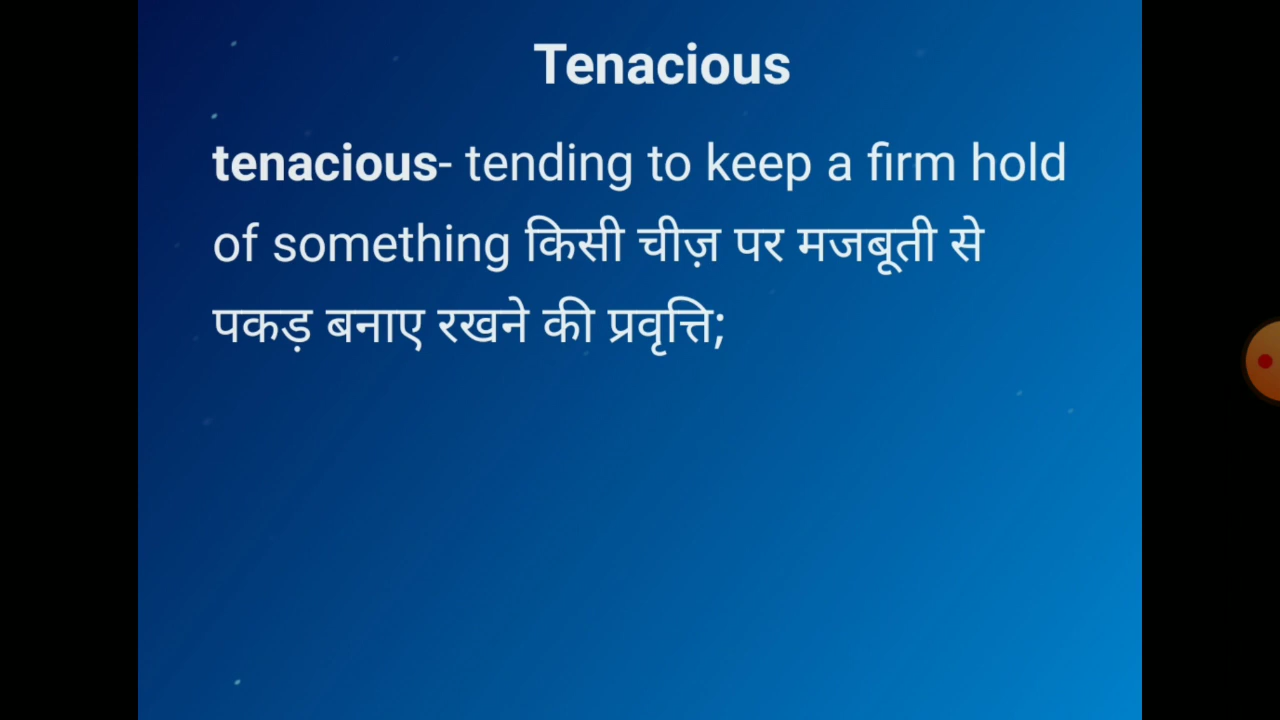 Tenacious
tenacious- tending to keep a firm hold
of something किसी चीज़ पर मजबूती से
पकड़ बनाए रखने की प्रवृत्ति;